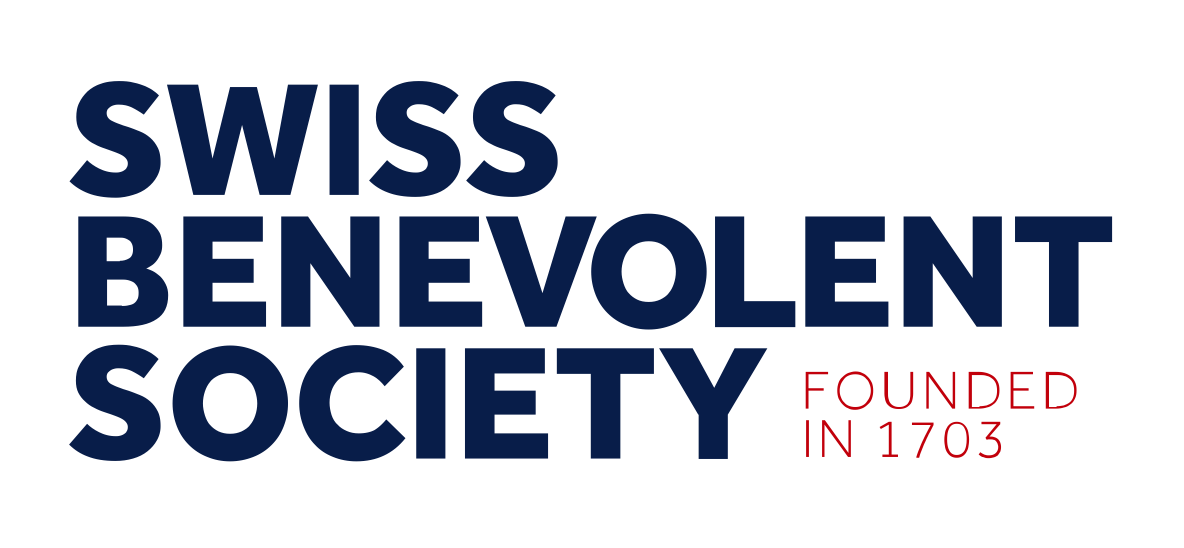 SWISS
BENEVOLENT
SOCIETY
FOUNDED
IN 1703